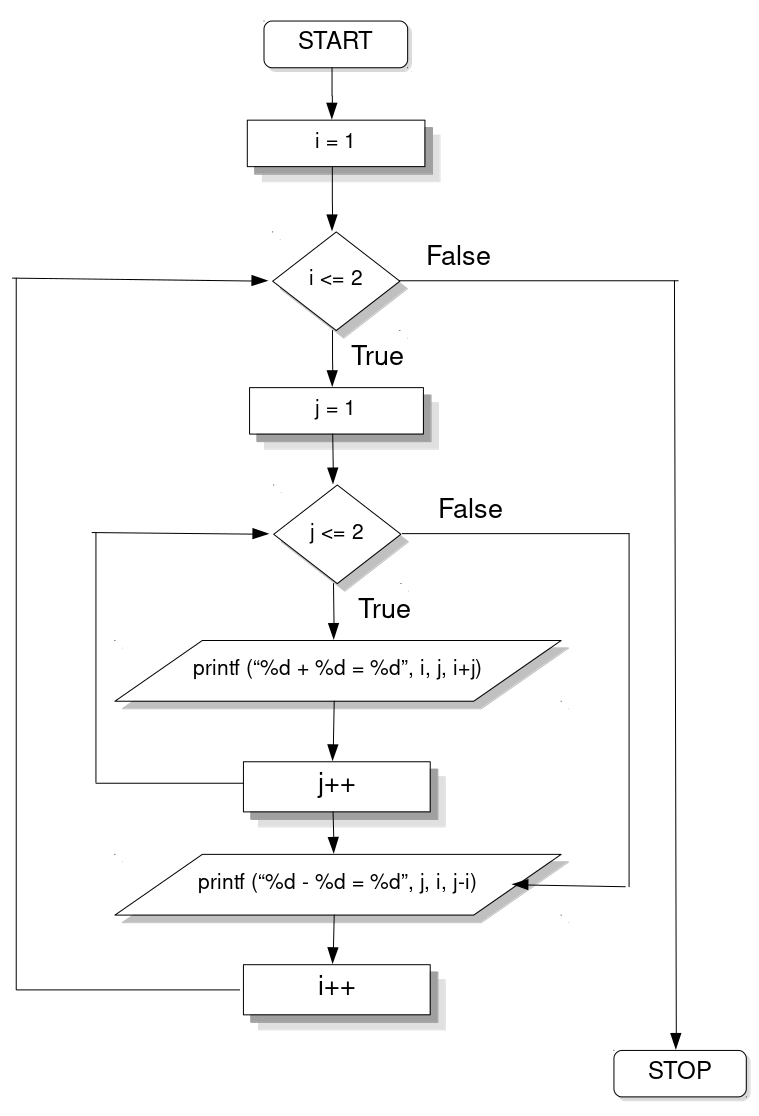 START
i = 1
i <= 2
False
True
j = 1
j <= 2
False
True
printf (“%d + %d = %d”, i, j, i+j)
j++
printf (“%d - %d = %d”, j, i, j-i)
i++
STOP